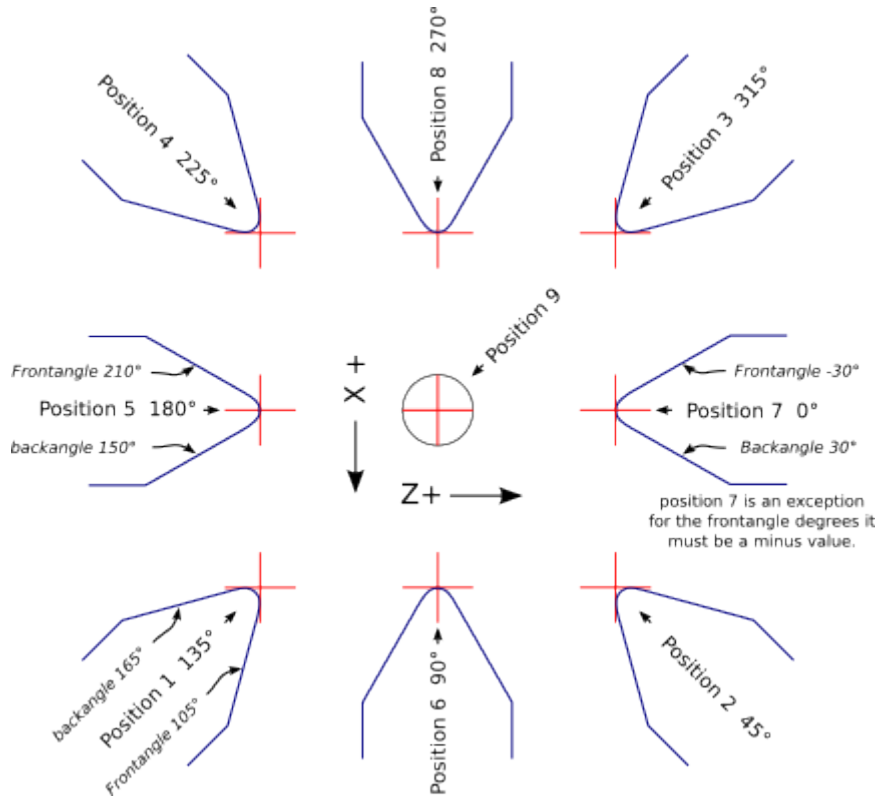 Position 4 225°
Position 8 270°
Position 3 315°
Position 9
Frontangle 210°
Position 5 180°
backangle 150°
X +
Z+
Frontangle -30°
Position 7 0°
Backangle 30°
position 7 is an exception
for the frontangle degrees it
must be a minus value.
backangle 165°
Position 1 135°
Frontangle 105°
Position 6 90°
Position 2 45°